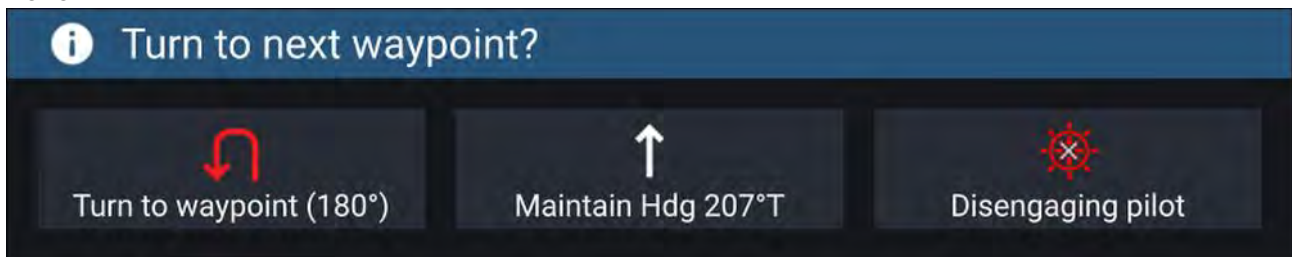 Turn to next waypoint?
Turn to waypoint (180°)
Maintain Hdg 207°T
Disengaging pilot